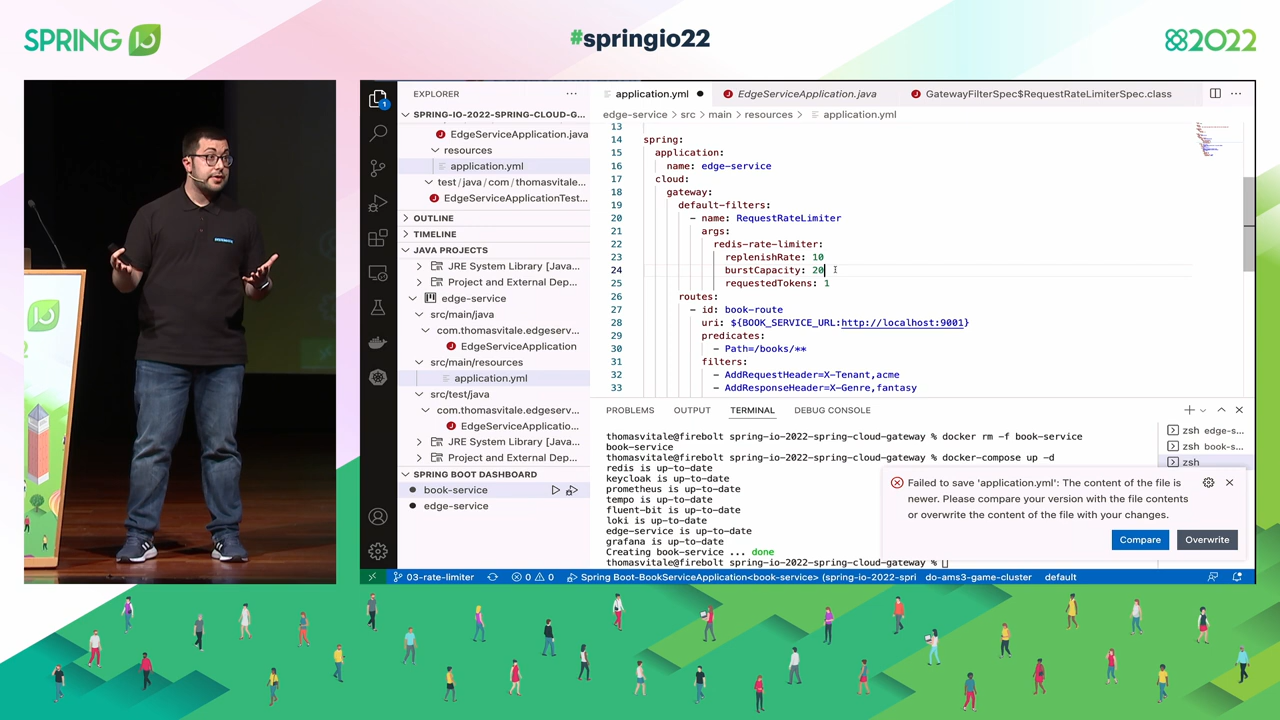 SPRING IO
#springio22
2022
EXPLORER
SPRING-IO-2022-SPRING-CLOUD-G...
EdgeServiceApplication.java
resources
application.yml
test/java/com/thomasvitale...
EdgeServiceApplicationTest...
OUTLINE
TIMELINE
JAVA PROJECTS
JRE System Library [Java...
Project and External Dep...
edge-service
src/main/java
com.thomasvitale.edgeserv...
EdgeServiceApplication
src/main/resources
application.yml
src/test/java
com.thomasvitale.edgeserv...
EdgeServiceApplicatio...
JRE System Library [Java...
Project and External Dep...
SPRING BOOT DASHBOARD
book-service
edge-service
application.yml
EdgeServiceApplication.java
GatewayFilterSpec$RequestRateLimiterSpec.class
edge-service > src > main > resources > application.yml
13
14 spring:
15 application:
16 name: edge-service
17 cloud:
18 gateway:
19 default-filters:
20 - name: RequestRateLimiter
21 args:
22 redis-rate-limiter:
23 replenishRate: 10
24 burstCapacity: 20
25 requestedTokens: 1
26 routes:
27 - id: book-route
28 uri: ${BOOK_SERVICE_URL:http://localhost:9001}
29 predicates:
30 - Path=/books/**
31 filters:
32 - AddRequestHeader=X-Tenant,acme
33 - AddResponseHeader=X-Genre,fantasy
PROBLEMS OUTPUT TERMINAL DEBUG CONSOLE
thomasvitale@firebolt spring-io-2022-spring-cloud-gateway % docker rm -f book-service
book-service
thomasvitale@firebolt spring-io-2022-spring-cloud-gateway % docker-compose up -d
redis is up-to-date
keycloak is up-to-date
prometheus is up-to-date
tempo is up-to-date
fluent-bit is up-to-date
loki is up-to-date
edge-service is up-to-date
grafana is up-to-date
Creating book-service ... done
thomasvitale@firebolt spring-io-2022-spring-cloud-gateway %
zsh edge-s...
zsh book-s...
zsh
Failed to save 'application.yml': The content of the file is
newer. Please compare your version with the file contents
or overwrite the content of the file with your changes.
Compare
Overwrite
03-rate-limiter
0 0
Spring Boot-BookServiceApplication<book-service> (spring-io-2022-spri
do-ams3-game-cluster
default
1